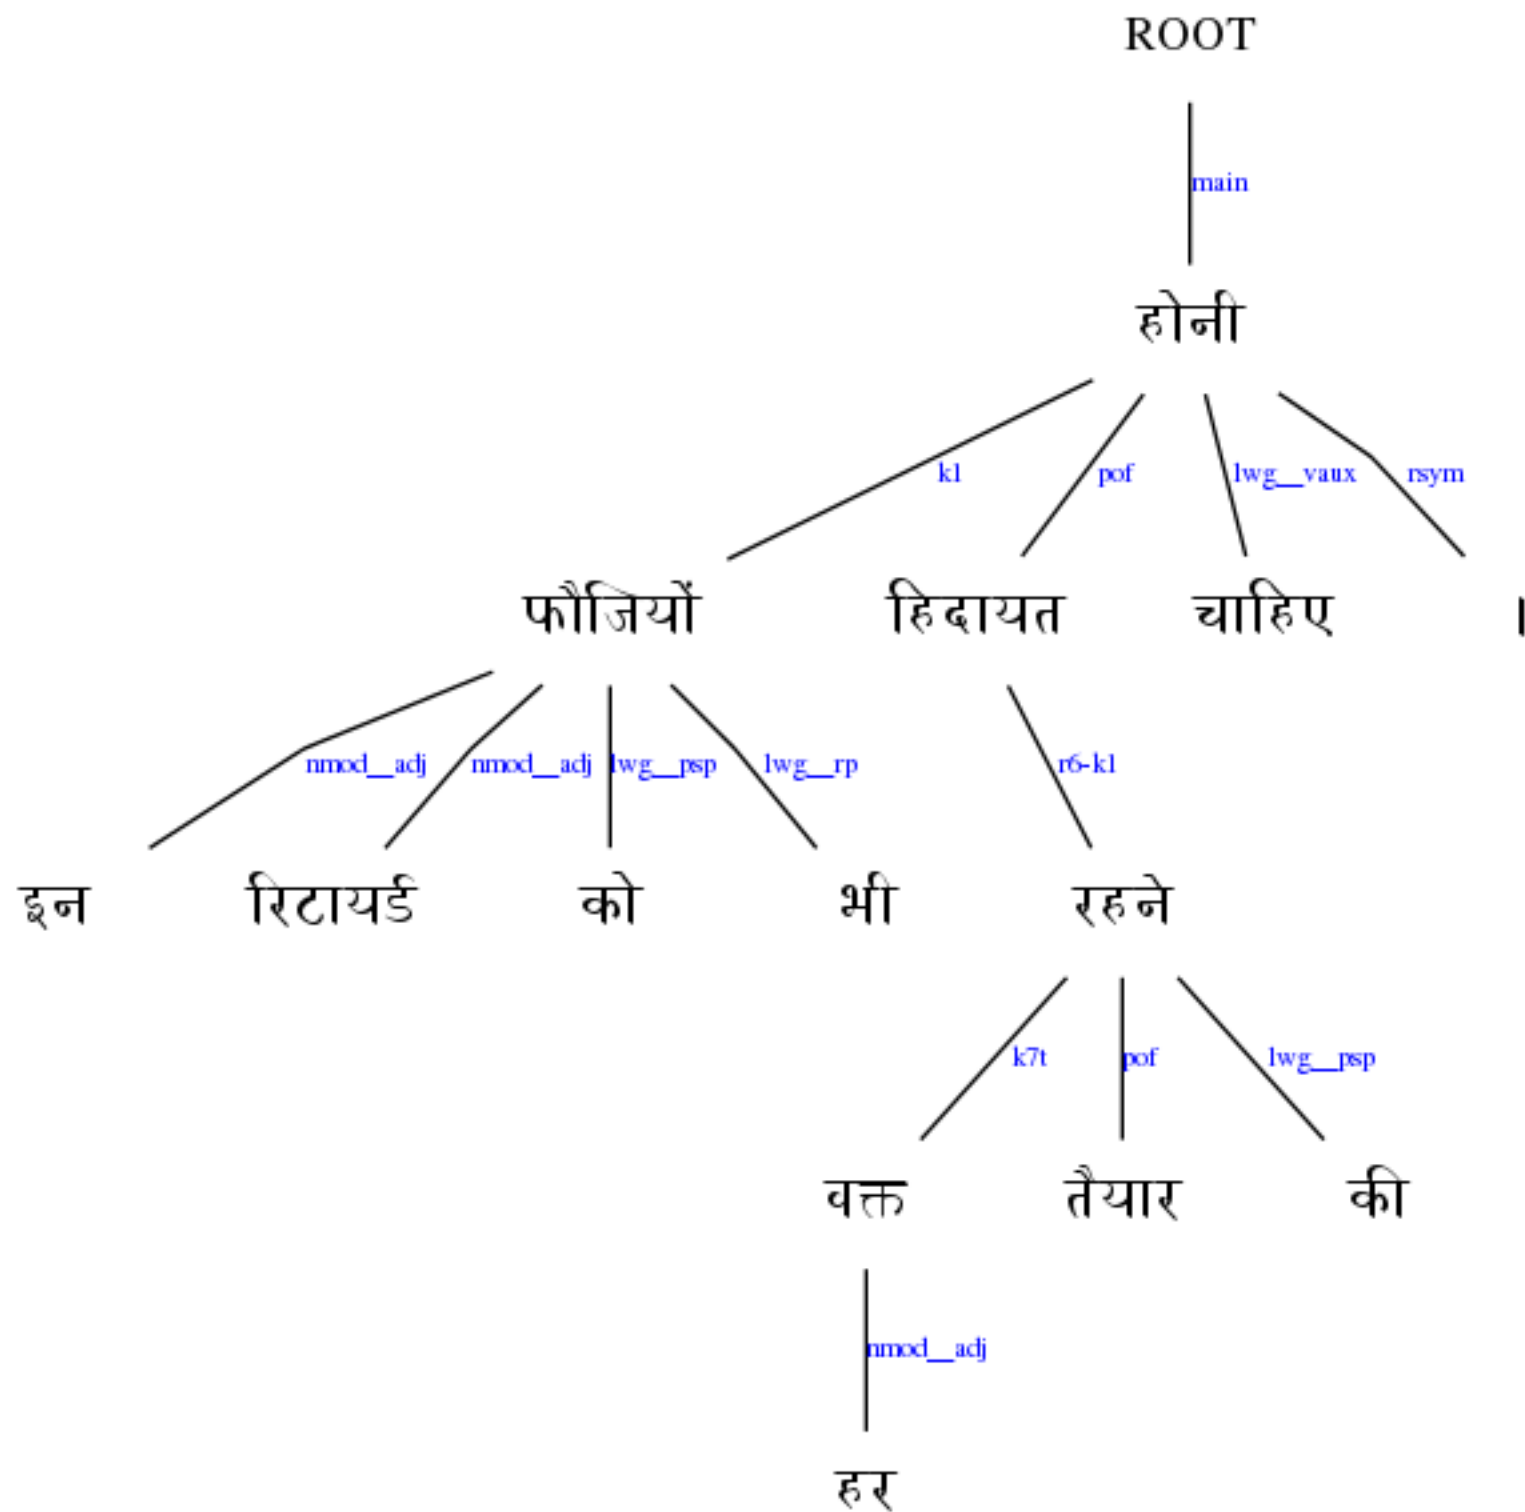 ROOT
main
होनी
k1 pof lwg__vaux rsym
फौजियों हिदायत चाहिए ।
nmod__adj nmod__adj lwg__psp lwg__rp r6-k1
इन रिटायर्ड को भी रहने
k7t pof lwg__psp
वक्त तैयार की
nmod__adj
हर